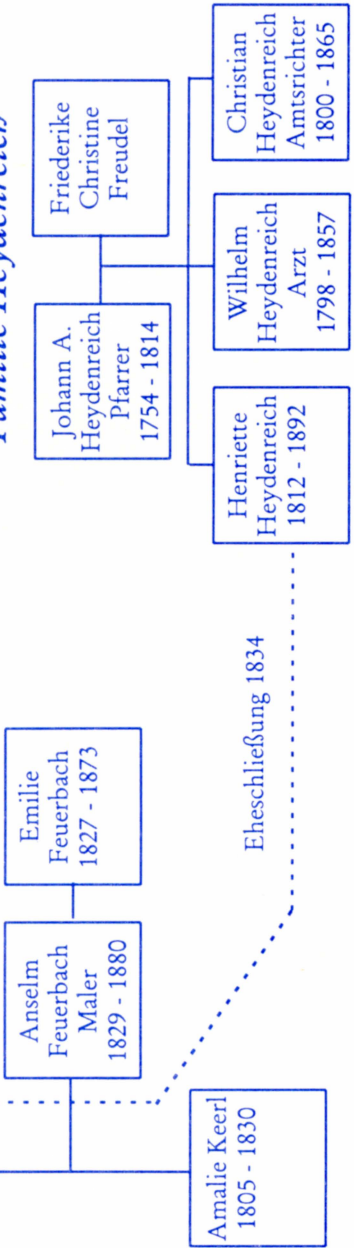 Familie Heydenreich
Anselm
Feuerbach
Maler
1829 - 1880
Emilie
Feuerbach
1827 - 1873
Johann A.
Heydenreich
Pfarrer
1754 - 1814
Friederike
Christine
Freudel
Amalie Keerl
1805 - 1830
Eheschließung 1834
Henriette
Heydenreich
1812 - 1892
Wilhelm
Heydenreich
Arzt
1798 - 1857
Christian
Heydenreich
Amtsrichter
1800 - 1865